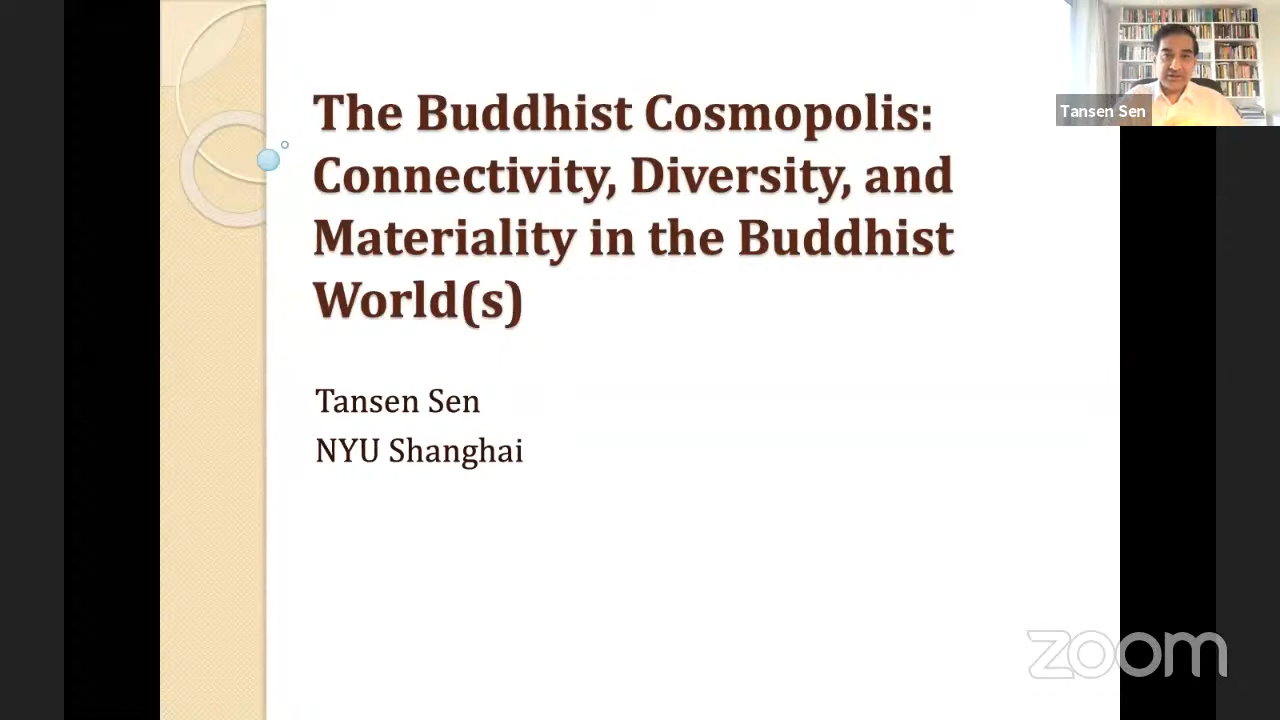 The Buddhist Cosmopolis:
Connectivity, Diversity, and
Materiality in the Buddhist
World(s)
Tansen Sen
NYU Shanghai
Tansen Sen
zoom